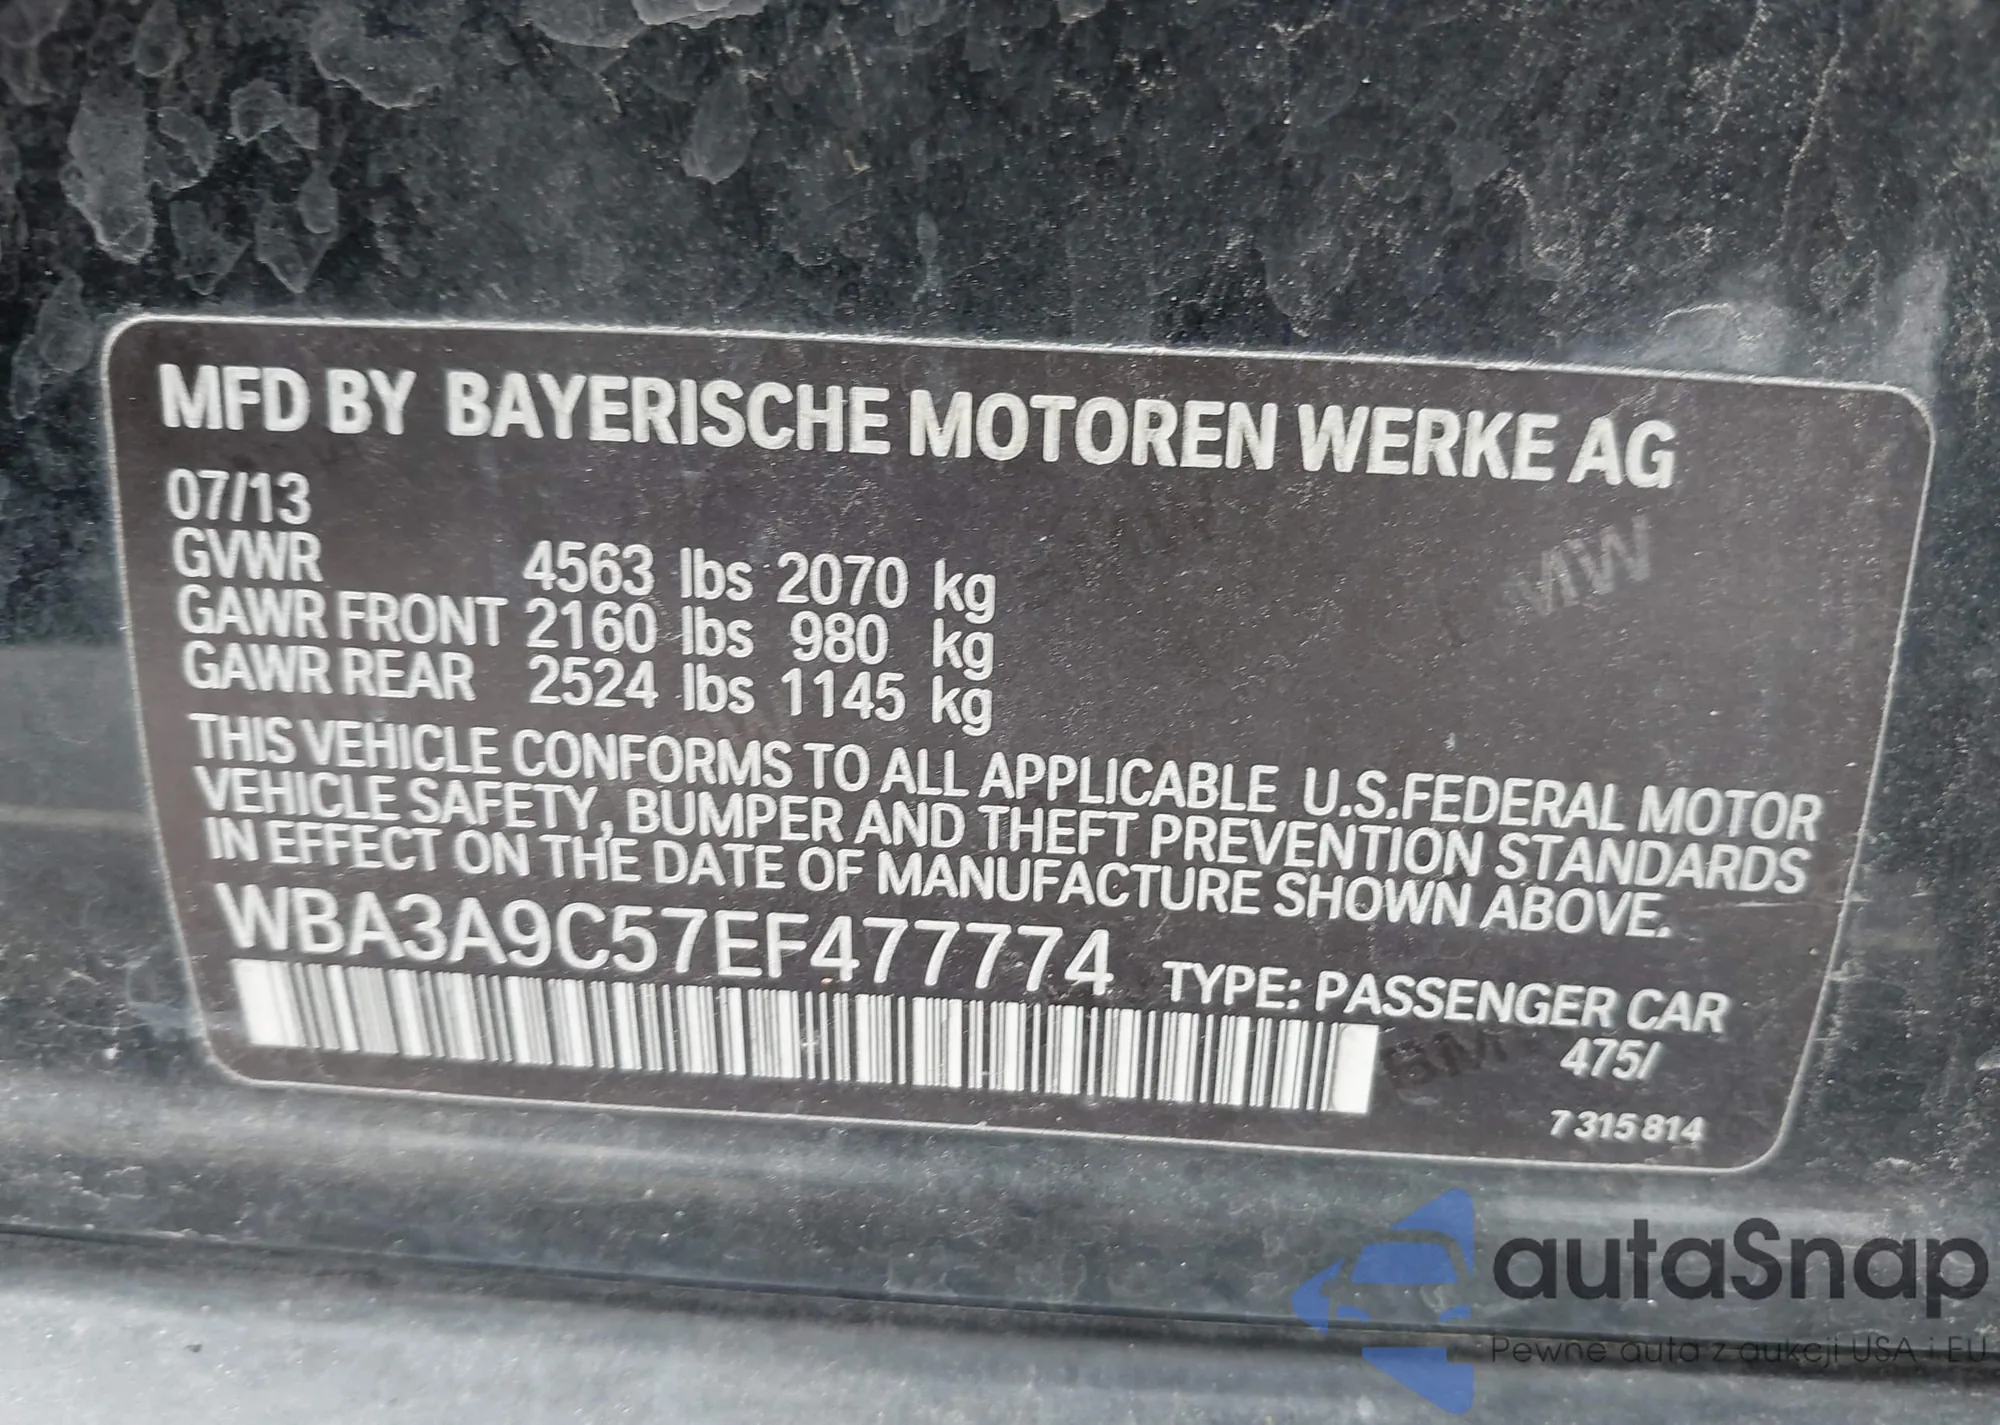 MFD BY BAYERISCHE MOTOREN WERKE AG
07/13
GVWR 4563 lbs 2070 kg
GAWR FRONT 2160 lbs 980 kg
GAWR REAR 2524 lbs 1145 kg
THIS VEHICLE CONFORMS TO ALL APPLICABLE U.S.FEDERAL MOTOR
VEHICLE SAFETY, BUMPER AND THEFT PREVENTION STANDARDS
IN EFFECT ON THE DATE OF MANUFACTURE SHOWN ABOVE.
WBA3A9C57EF477774 TYPE: PASSENGER CAR
475/
7 315 814
autaSnap
Pewne auta z aukcji USA i EU